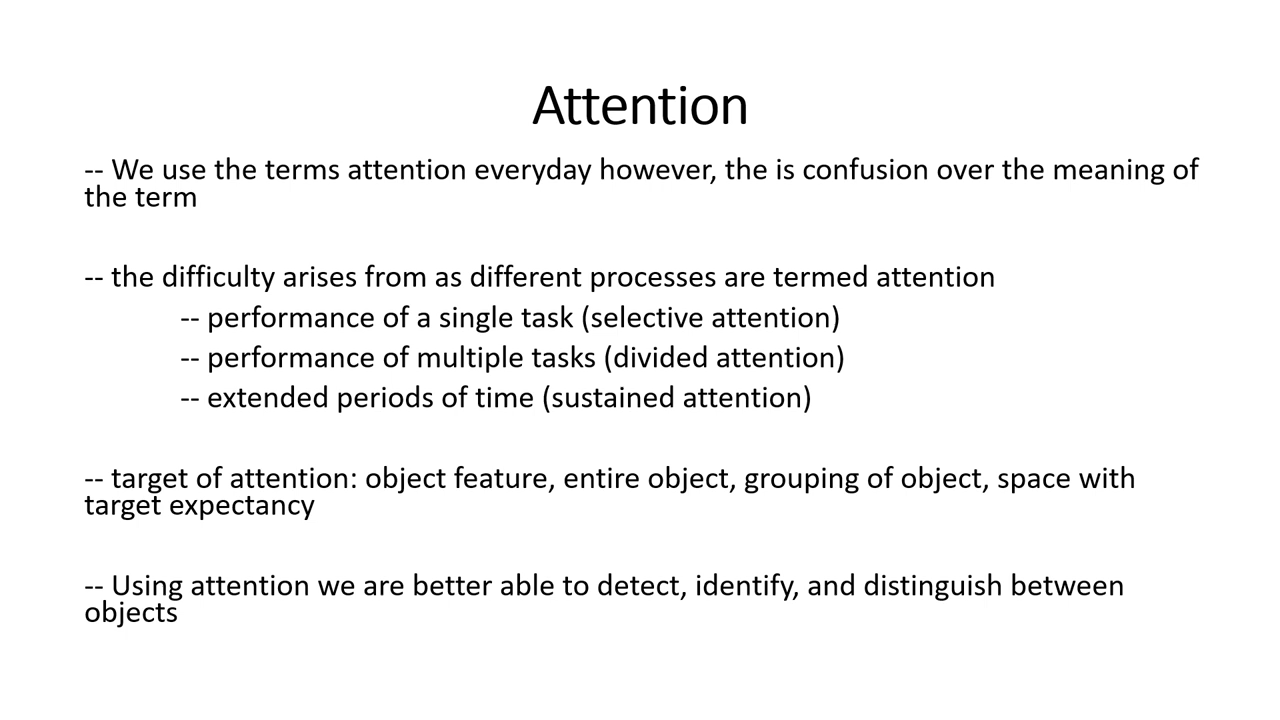 Attention
-- We use the terms attention everyday however, the is confusion over the meaning of
the term
-- the difficulty arises from as different processes are termed attention
-- performance of a single task (selective attention)
-- performance of multiple tasks (divided attention)
-- extended periods of time (sustained attention)
-- target of attention: object feature, entire object, grouping of object, space with
target expectancy
-- Using attention we are better able to detect, identify, and distinguish between
objects